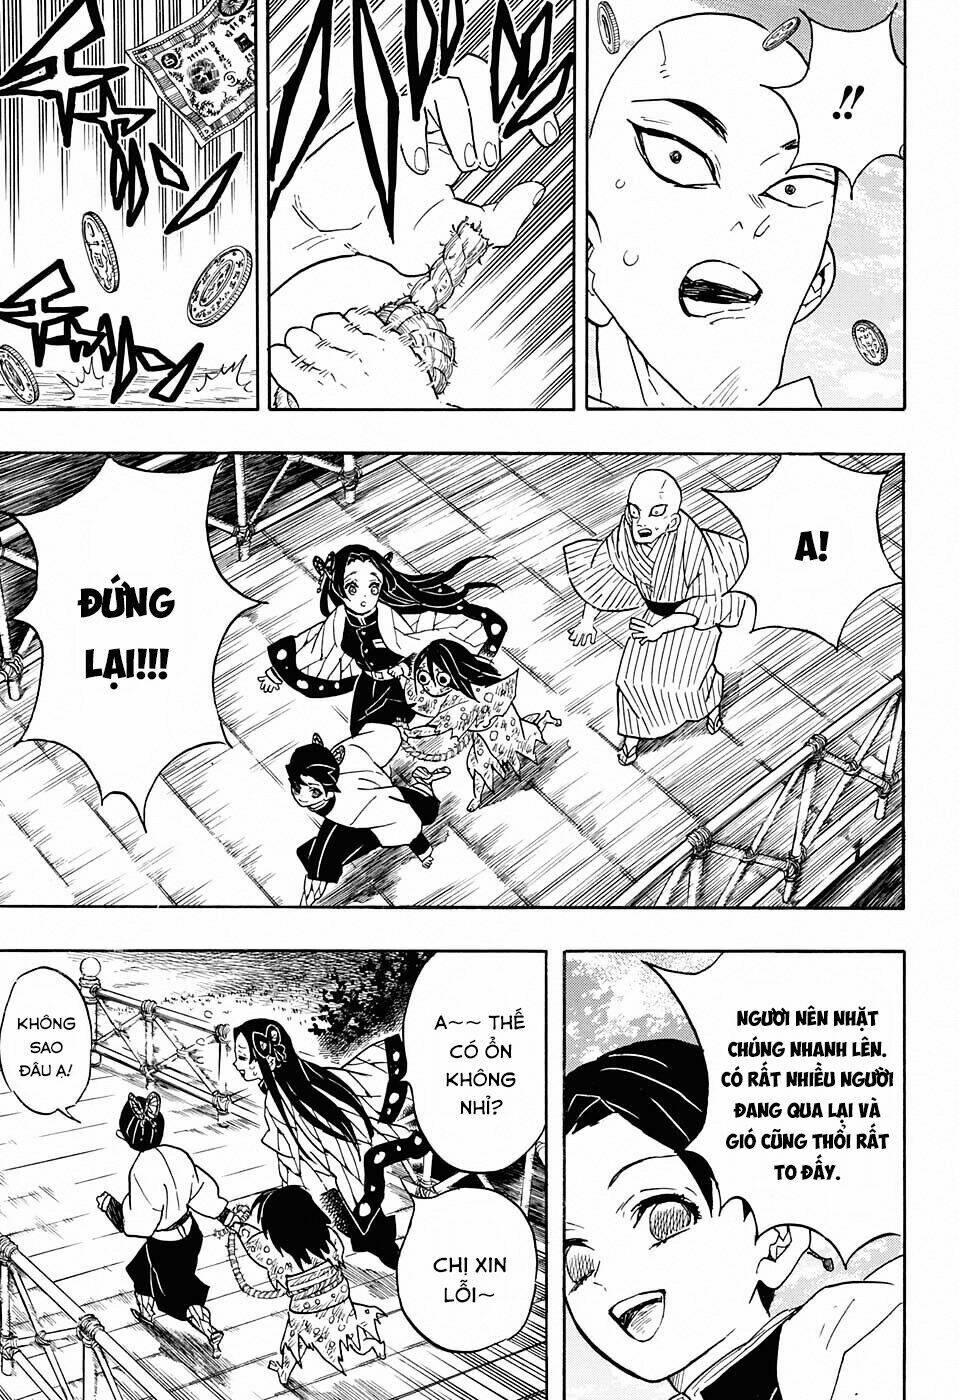 !!
A!
ĐỨNG
LẠI!!!
NGƯƠI NÊN NHẶT
CHÚNG NHANH LÊN.
CÓ RẤT NHIỀU NGƯỜI
ĐANG QUA LẠI VÀ
GIÓ CŨNG THỔI RẤT
TO ĐẤY.
A~~ THẾ
CÓ ỔN
KHÔNG
NHỈ?
CHỊ XIN
LỖI~
KHÔNG
SAO
ĐÂU Ạ!